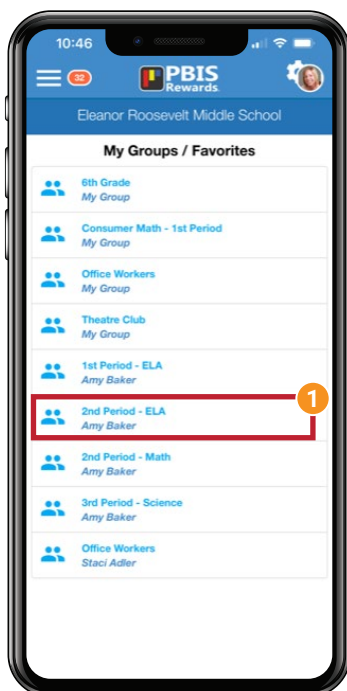 10:46
32
PBIS
Rewards
Eleanor Roosevelt Middle School
My Groups / Favorites
6th Grade
My Group
Consumer Math - 1st Period
My Group
Office Workers
My Group
Theatre Club
My Group
1st Period - ELA
Amy Baker
1
2nd Period - ELA
Amy Baker
2nd Period - Math
Amy Baker
3rd Period - Science
Amy Baker
Office Workers
Staci Adler